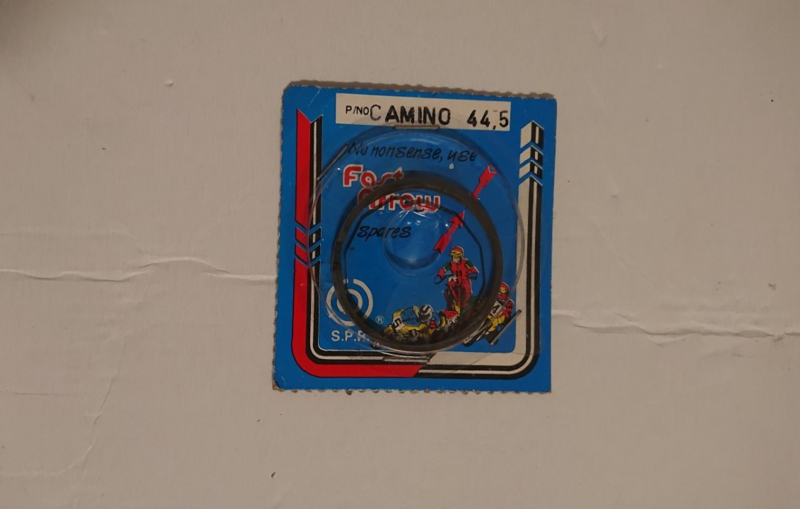 P/NO CAMINO 44,5
No nonsense, use
Fast
Arrow
spares
®
S.P.R.